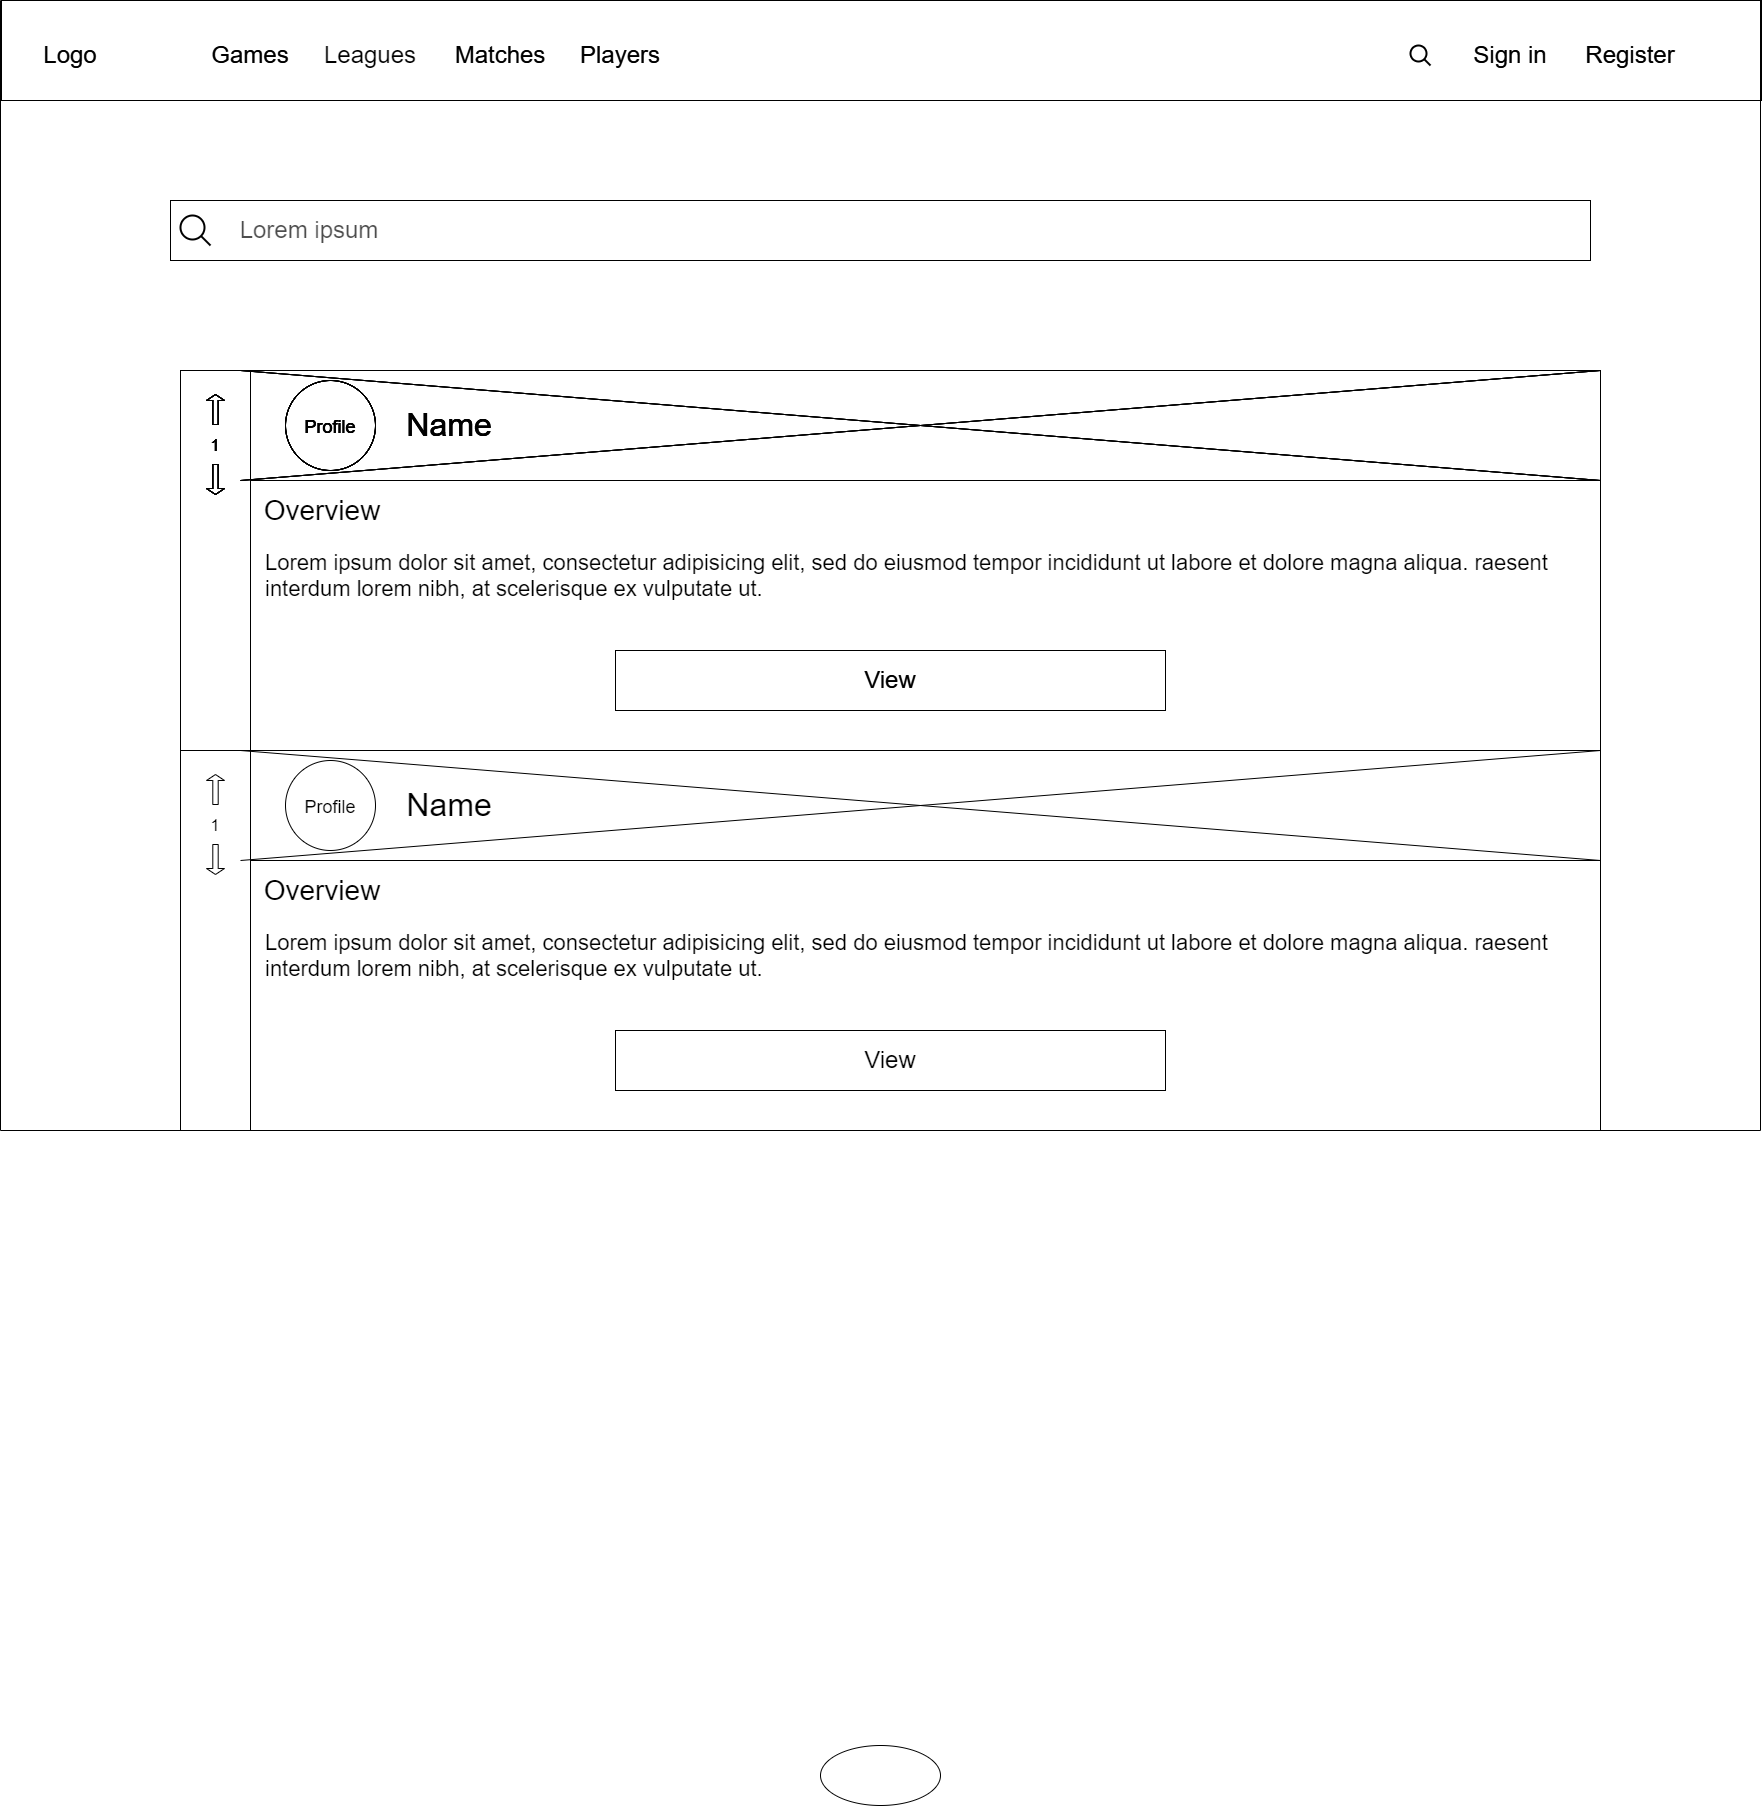 Logo Games Leagues Matches Players Sign in Register
Lorem ipsum
Profile Name
1
Overview
Lorem ipsum dolor sit amet, consectetur adipisicing elit, sed do eiusmod tempor incididunt ut labore et dolore magna aliqua. raesent
interdum lorem nibh, at scelerisque ex vulputate ut.
View
Profile Name
1
Overview
Lorem ipsum dolor sit amet, consectetur adipisicing elit, sed do eiusmod tempor incididunt ut labore et dolore magna aliqua. raesent
interdum lorem nibh, at scelerisque ex vulputate ut.
View